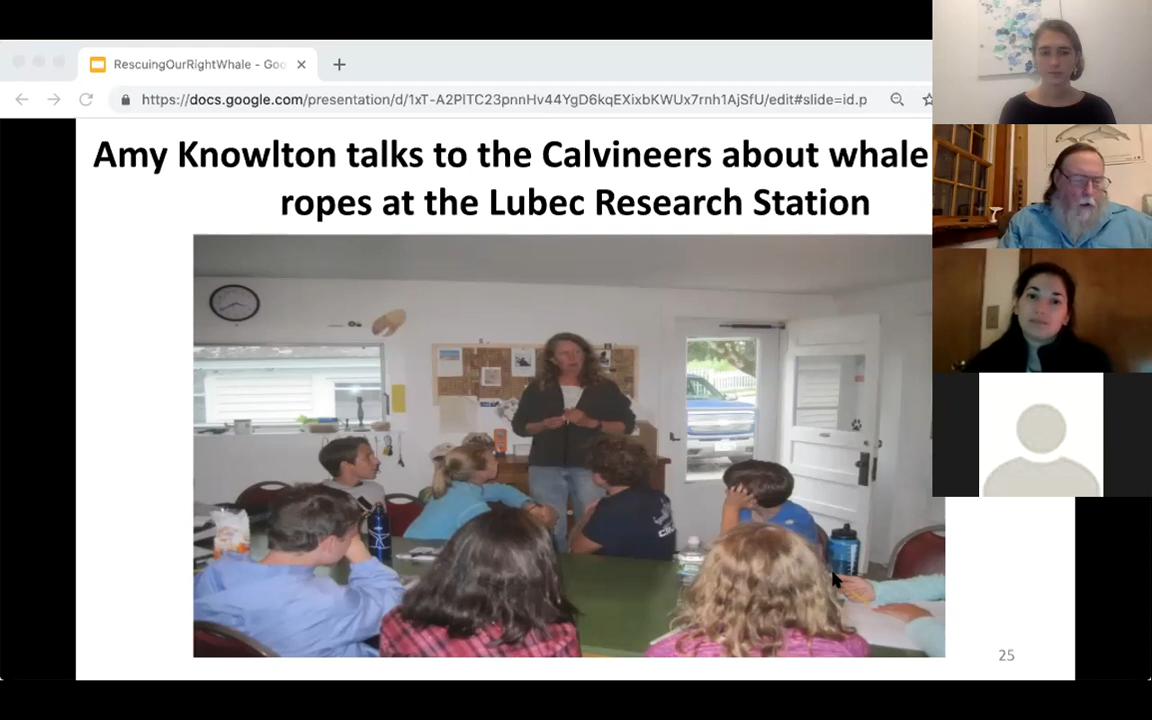 RescuingOurRightWhale - Goo
https://docs.google.com/presentation/d/1xT-A2PITC23pnnHv44YgD6kqEXixbKWUx7rnh1AjSfU/edit#slide=id.p
Amy Knowlton talks to the Calvineers about whale
ropes at the Lubec Research Station
25